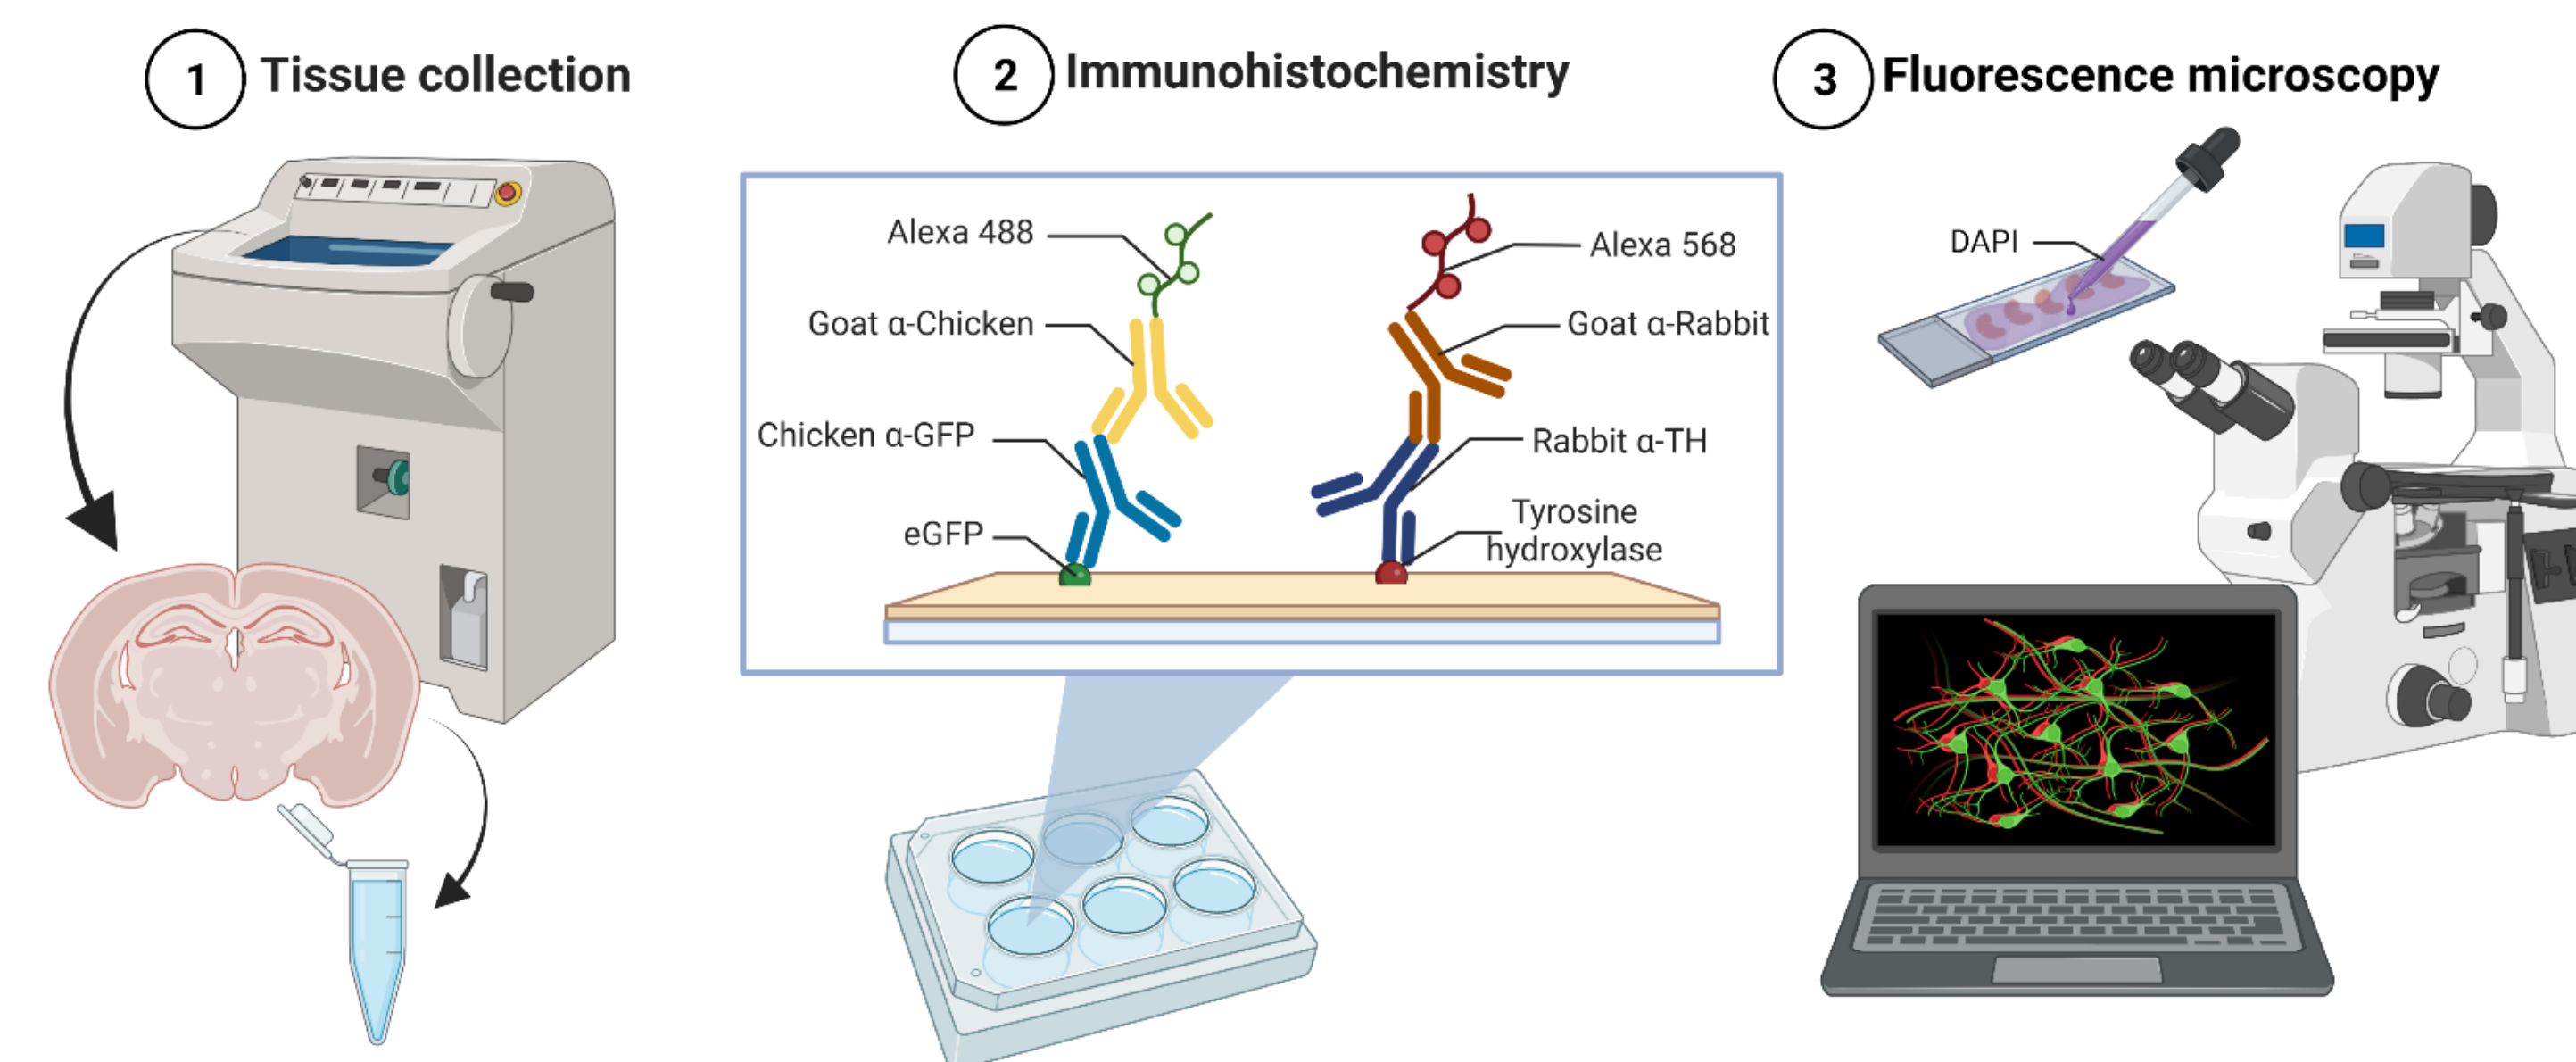 1 Tissue collection
2 Immunohistochemistry
3 Fluorescence microscopy
Alexa 488
Goat α-Chicken
Chicken α-GFP
eGFP
Alexa 568
Goat α-Rabbit
Rabbit α-TH
Tyrosine
hydroxylase
DAPI